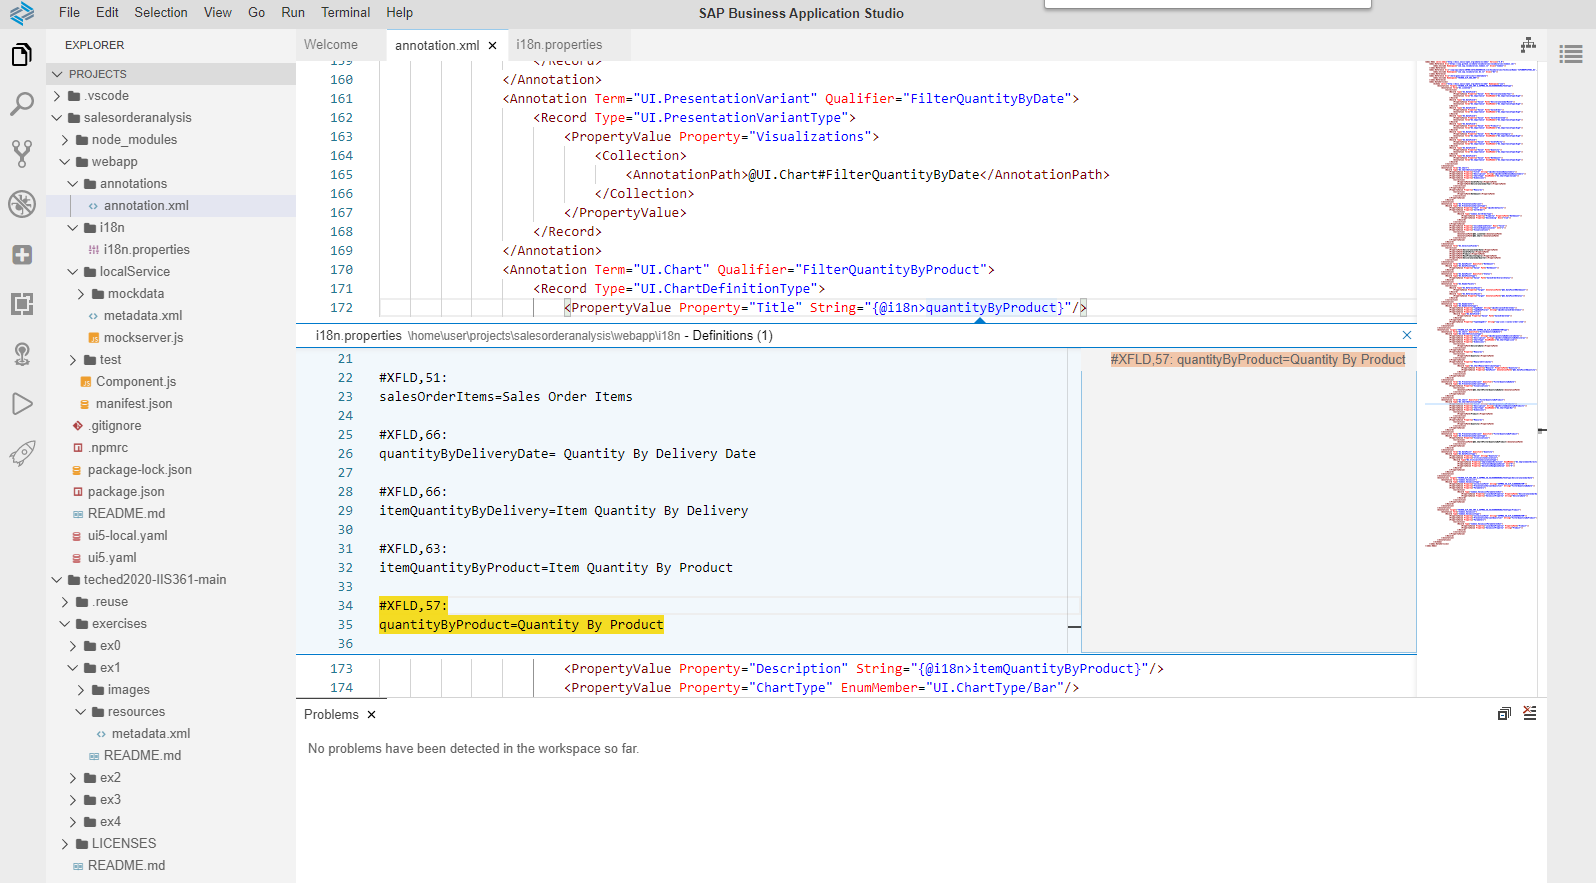 File Edit Selection View Go Run Terminal Help
SAP Business Application Studio
EXPLORER
PROJECTS
.vscode
salesorderanalysis
node_modules
webapp
annotations
annotation.xml
i18n
i18n.properties
localService
mockdata
metadata.xml
mockserver.js
test
Component.js
manifest.json
.gitignore
.npmrc
package-lock.json
package.json
README.md
ui5-local.yaml
ui5.yaml
teched2020-IIS361-main
.reuse
exercises
ex0
ex1
images
resources
metadata.xml
README.md
ex2
ex3
ex4
LICENSES
README.md
Welcome annotation.xml i18n.properties
159 </Record>
160 </Annotation>
161 <Annotation Term="UI.PresentationVariant" Qualifier="FilterQuantityByDate">
162 <Record Type="UI.PresentationVariantType">
163 <PropertyValue Property="Visualizations">
164 <Collection>
165 <AnnotationPath>@UI.Chart#FilterQuantityByDate</AnnotationPath>
166 </Collection>
167 </PropertyValue>
168 </Record>
169 </Annotation>
170 <Annotation Term="UI.Chart" Qualifier="FilterQuantityByProduct">
171 <Record Type="UI.ChartDefinitionType">
172 <PropertyValue Property="Title" String="{@i18n>quantityByProduct}"/>
i18n.properties \home\user\projects\salesorderanalysis\webapp\i18n - Definitions (1)
21
22 #XFLD,51:
23 salesOrderItems=Sales Order Items
24
25 #XFLD,66:
26 quantityByDeliveryDate= Quantity By Delivery Date
27
28 #XFLD,66:
29 itemQuantityByDelivery=Item Quantity By Delivery
30
31 #XFLD,63:
32 itemQuantityByProduct=Item Quantity By Product
33
34 #XFLD,57:
35 quantityByProduct=Quantity By Product
36
#XFLD,57: quantityByProduct=Quantity By Product
173 <PropertyValue Property="Description" String="{@i18n>itemQuantityByProduct}"/>
174 <PropertyValue Property="ChartType" EnumMember="UI.ChartType/Bar"/>
Problems
No problems have been detected in the workspace so far.